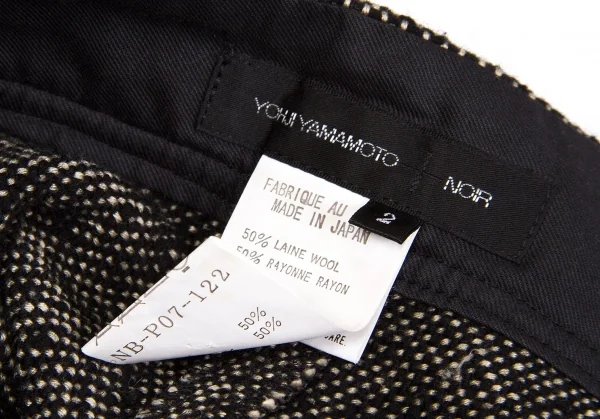 YOHJI YAMAMOTO NOIR
2
FABRIQUE AU
MADE IN JAPAN
50% LAINE WOOL
50% RAYONNE RAYON
NB-P07-122
50%
50%
CARE.